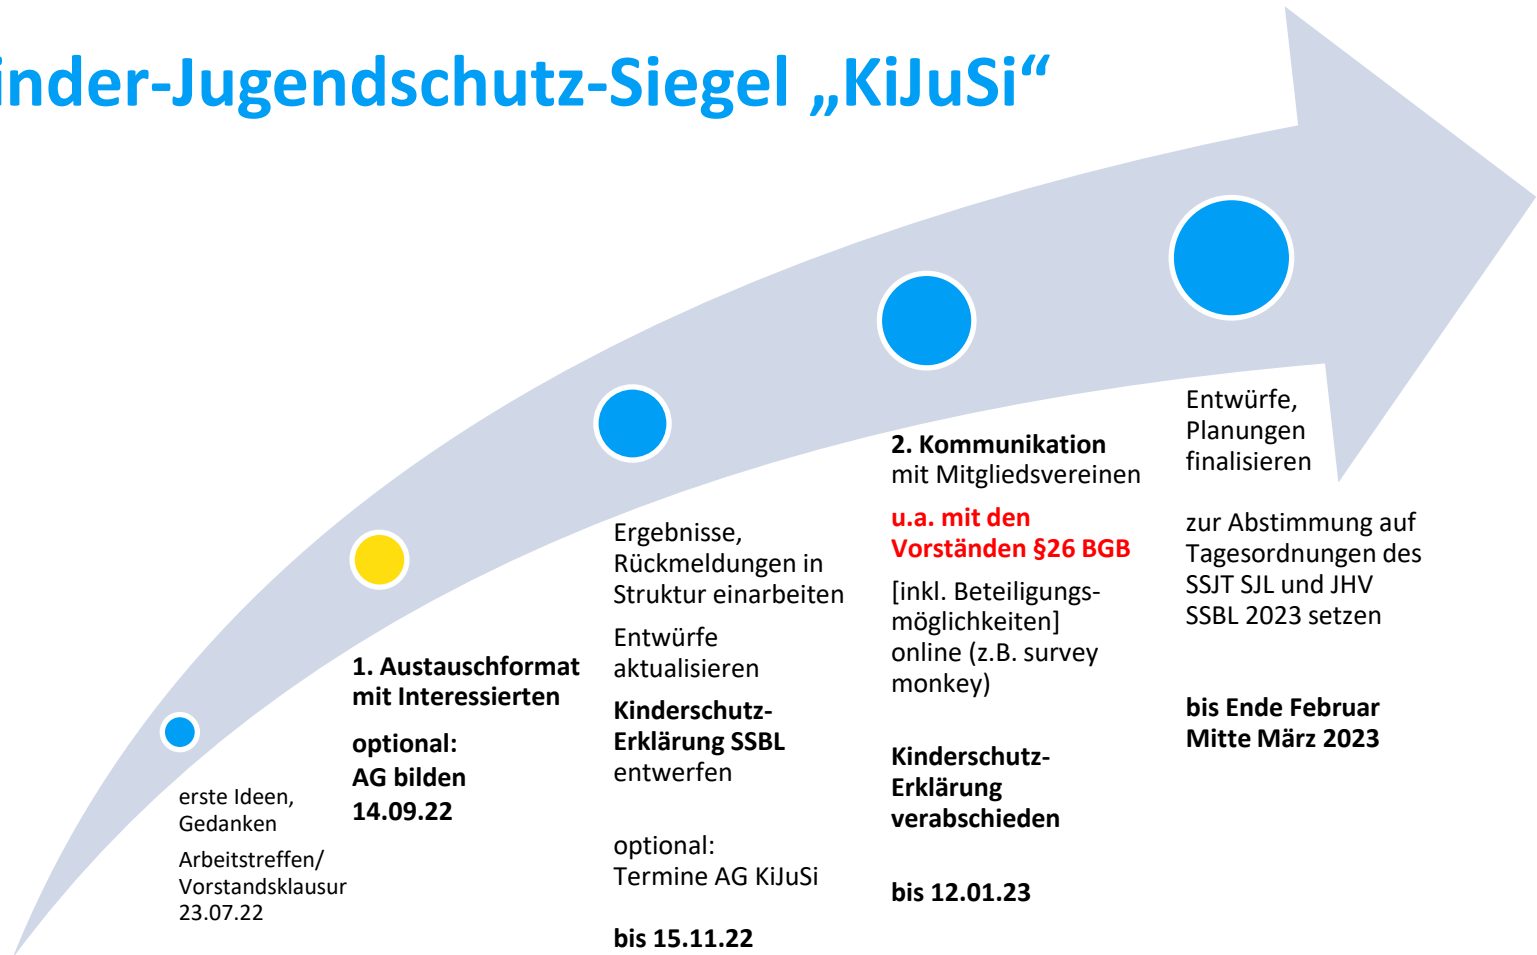 inder-Jugendschutz-Siegel „KiJuSi“
erste Ideen,
Gedanken
Arbeitstreffen/
Vorstandsklausur
23.07.22
1. Austauschformat
mit Interessierten
optional:
AG bilden
14.09.22
Ergebnisse,
Rückmeldungen in
Struktur einarbeiten
Entwürfe
aktualisieren
Kinderschutz-
Erklärung SSBL
entwerfen
optional:
Termine AG KiJuSi
bis 15.11.22
2. Kommunikation
mit Mitgliedsvereinen
u.a. mit den
Vorständen §26 BGB
[inkl. Beteiligungs-
möglichkeiten]
online (z.B. survey
monkey)
Kinderschutz-
Erklärung
verabschieden
bis 12.01.23
Entwürfe,
Planungen
finalisieren
zur Abstimmung auf
Tagesordnungen des
SSJT SJL und JHV
SSBL 2023 setzen
bis Ende Februar
Mitte März 2023